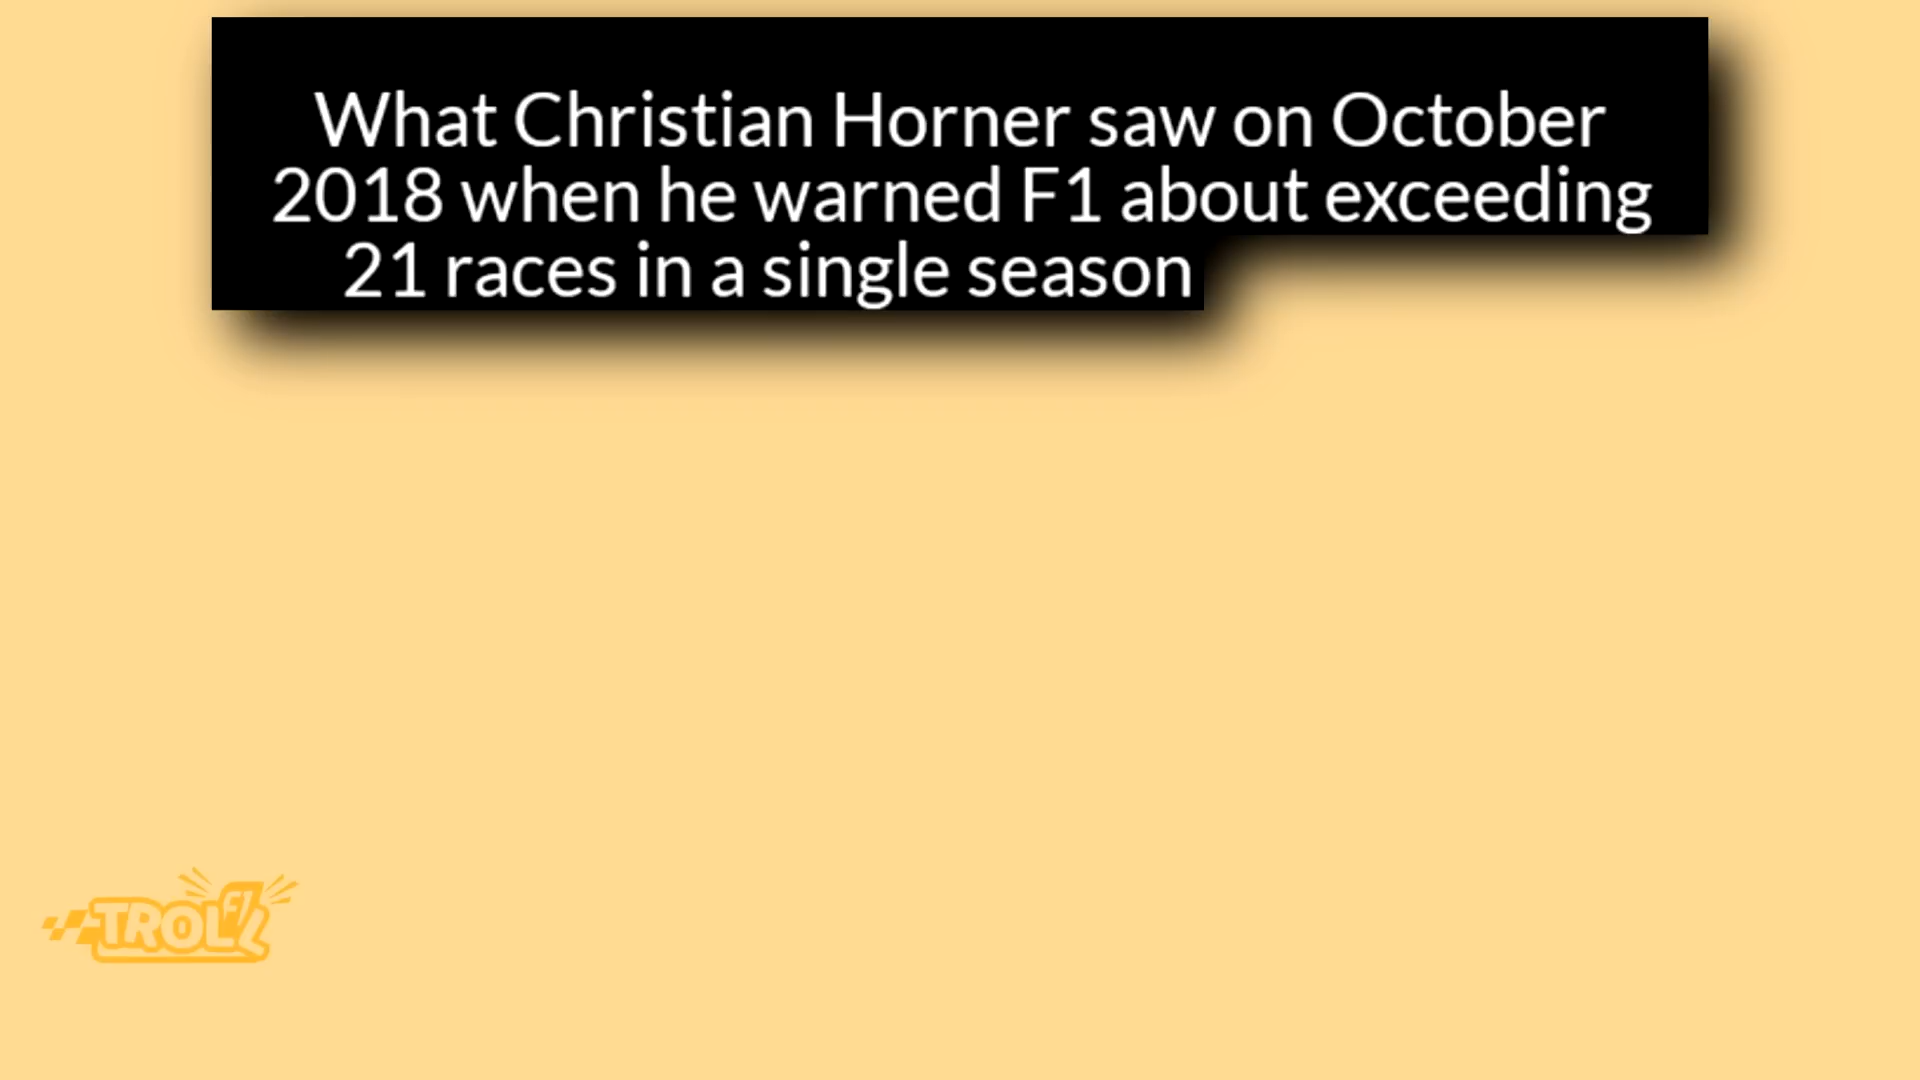 What Christian Horner saw on October
2018 when he warned F1 about exceeding
21 races in a single season
TROLL
F1